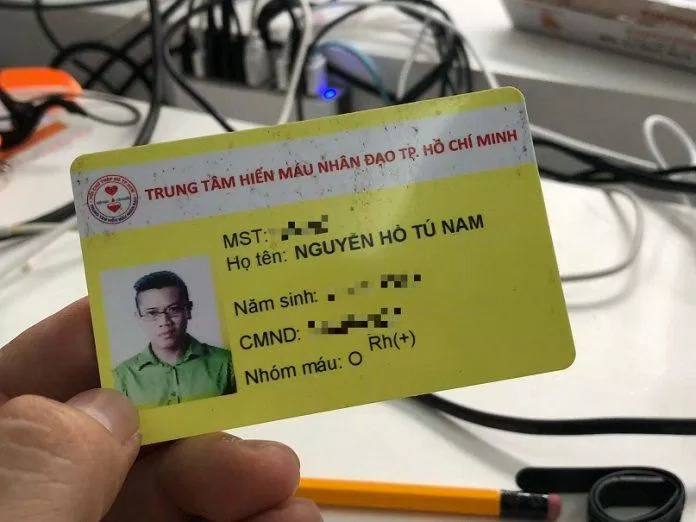 TRUNG TÂM HIẾN MÁU NHÂN ĐẠO TP. HỒ CHÍ MINH
MST:
Họ tên: NGUYỄN HỒ TÚ NAM
Năm sinh:
CMND:
Nhóm máu: O Rh(+)